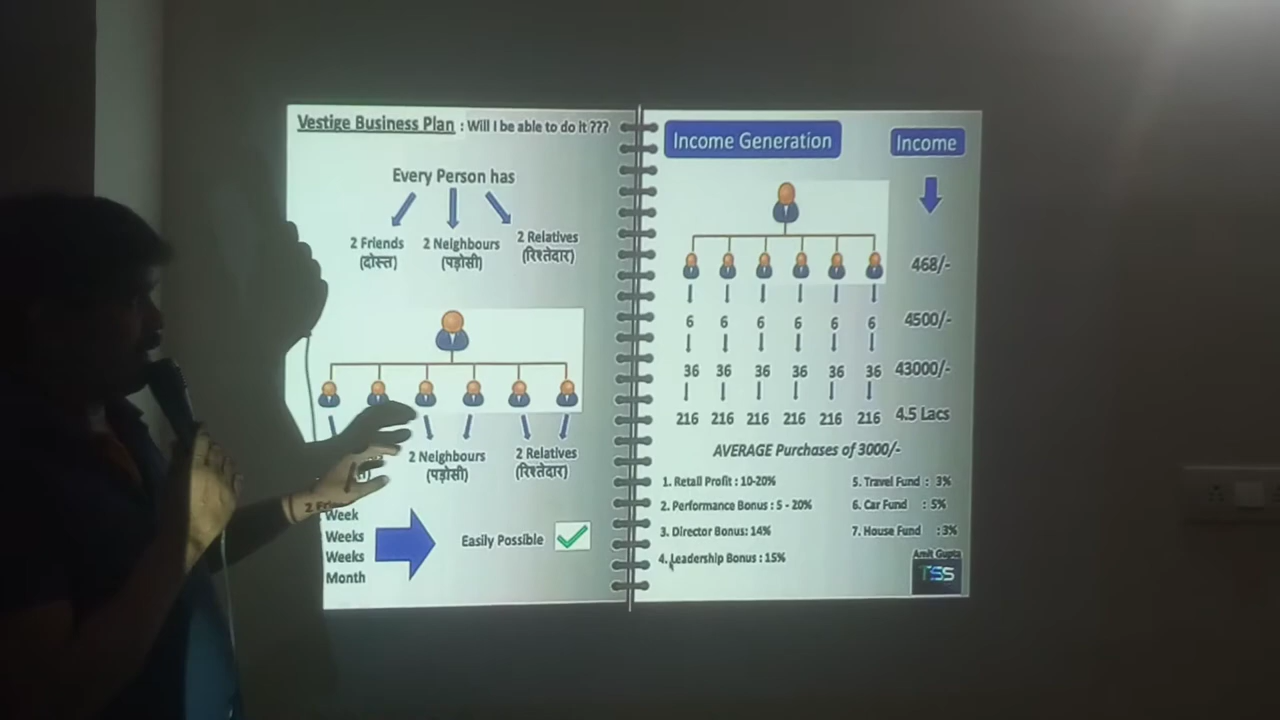 Vestige Business Plan : Will I be able to do it ???
Every Person has
2 Friends 2 Neighbours 2 Relatives
(दोस्त) (पड़ोसी) (रिश्तेदार)
2 Neighbours 2 Relatives
(पड़ोसी) (रिश्तेदार)
2
Week
Weeks
Weeks
Month
Easily Possible
Income Generation
Income
468/-
6 6 6 6 6 6 4500/-
36 36 36 36 36 36 43000/-
216 216 216 216 216 216 4.5 Lacs
AVERAGE Purchases of 3000/-
1. Retail Profit : 10-20%
2. Performance Bonus : 5 - 20%
3. Director Bonus: 14%
4. Leadership Bonus : 15%
5. Travel Fund : 3%
6. Car Fund : 5%
7. House Fund : 3%
Amit Gupta
TSS